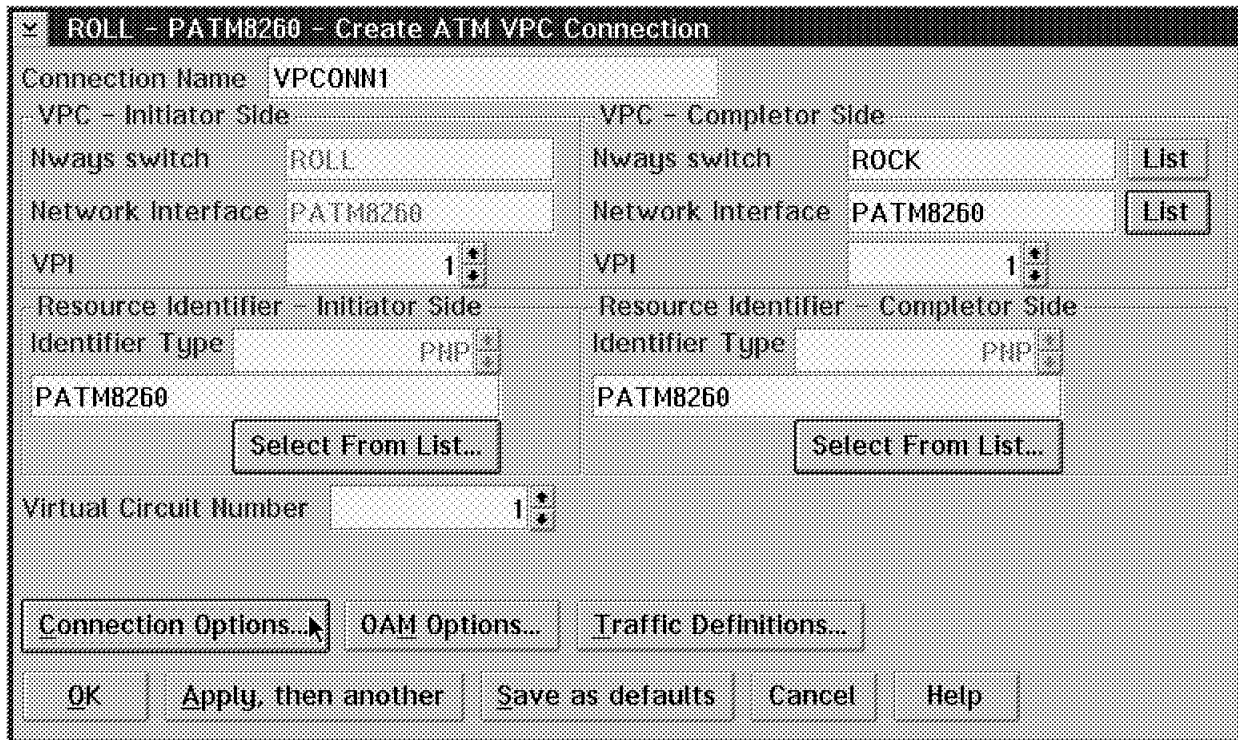 ROLL - PATM8260 - Create ATM VPC Connection
Connection Name VPCONN1
VPC - Initiator Side VPC - Completor Side
Nways switch ROLL Nways switch ROCK List
Network Interface PATM8260 Network Interface PATM8260 List
VPI 1 VPI 1
Resource Identifier - Initiator Side Resource Identifier - Completor Side
Identifier Type PNP Identifier Type PNP
PATM8260 PATM8260
Select From List... Select From List...
Virtual Circuit Number 1
Connection Options... OAM Options... Traffic Definitions...
OK Apply, then another Save as defaults Cancel Help